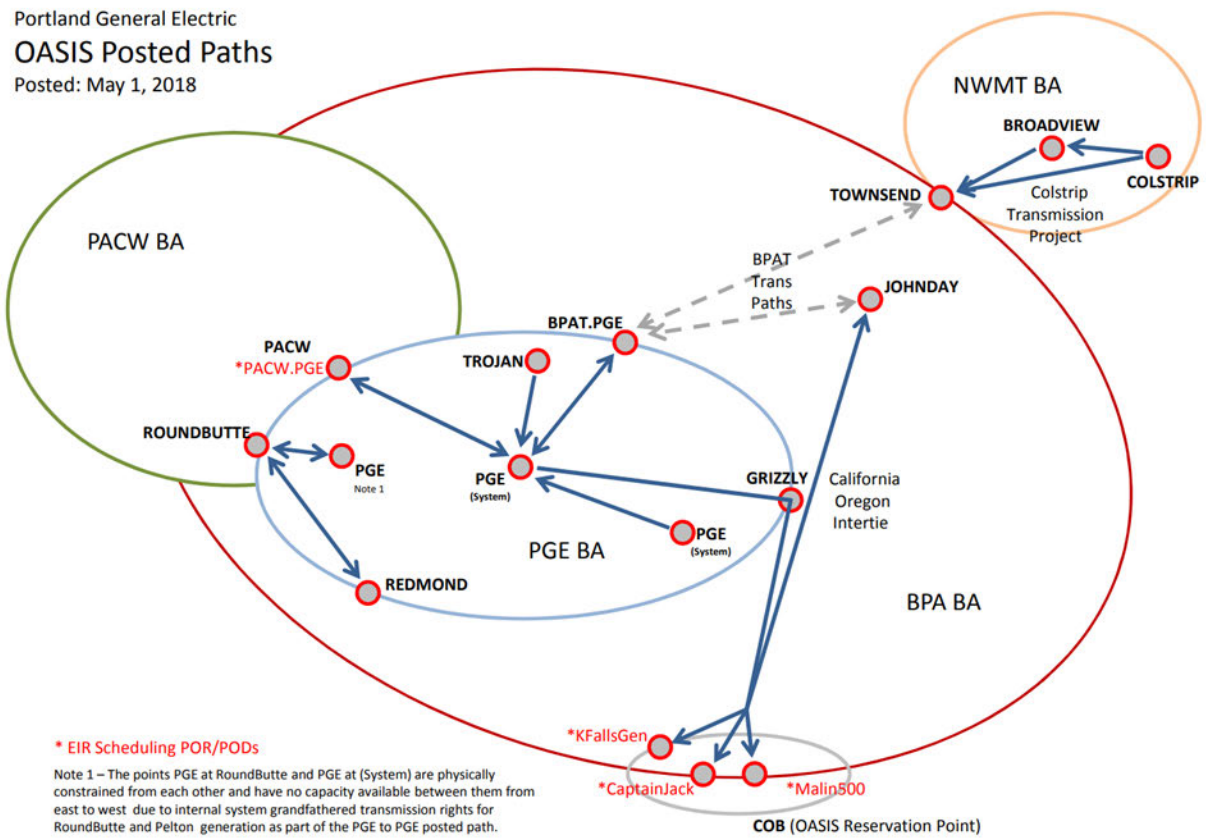 Portland General Electric
OASIS Posted Paths
Posted: May 1, 2018
NWMT BA
BROADVIEW
COLSTRIP
TOWNSEND
Colstrip
Transmission
Project
PACW BA
BPAT
Trans
Paths
JOHNDAY
BPAT.PGE
PACW
*PACW.PGE
TROJAN
ROUNDBUTTE
PGE
Note 1
PGE
(System)
GRIZZLY
California
Oregon
Intertie
PGE
(System)
PGE BA
REDMOND
BPA BA
*KFallsGen
*CaptainJack
*Malin500
COB (OASIS Reservation Point)
* EIR Scheduling POR/PODs
Note 1 – The points PGE at RoundButte and PGE at (System) are physically
constrained from each other and have no capacity available between them from
east to west due to internal system grandfathered transmission rights for
RoundButte and Pelton generation as part of the PGE to PGE posted path.